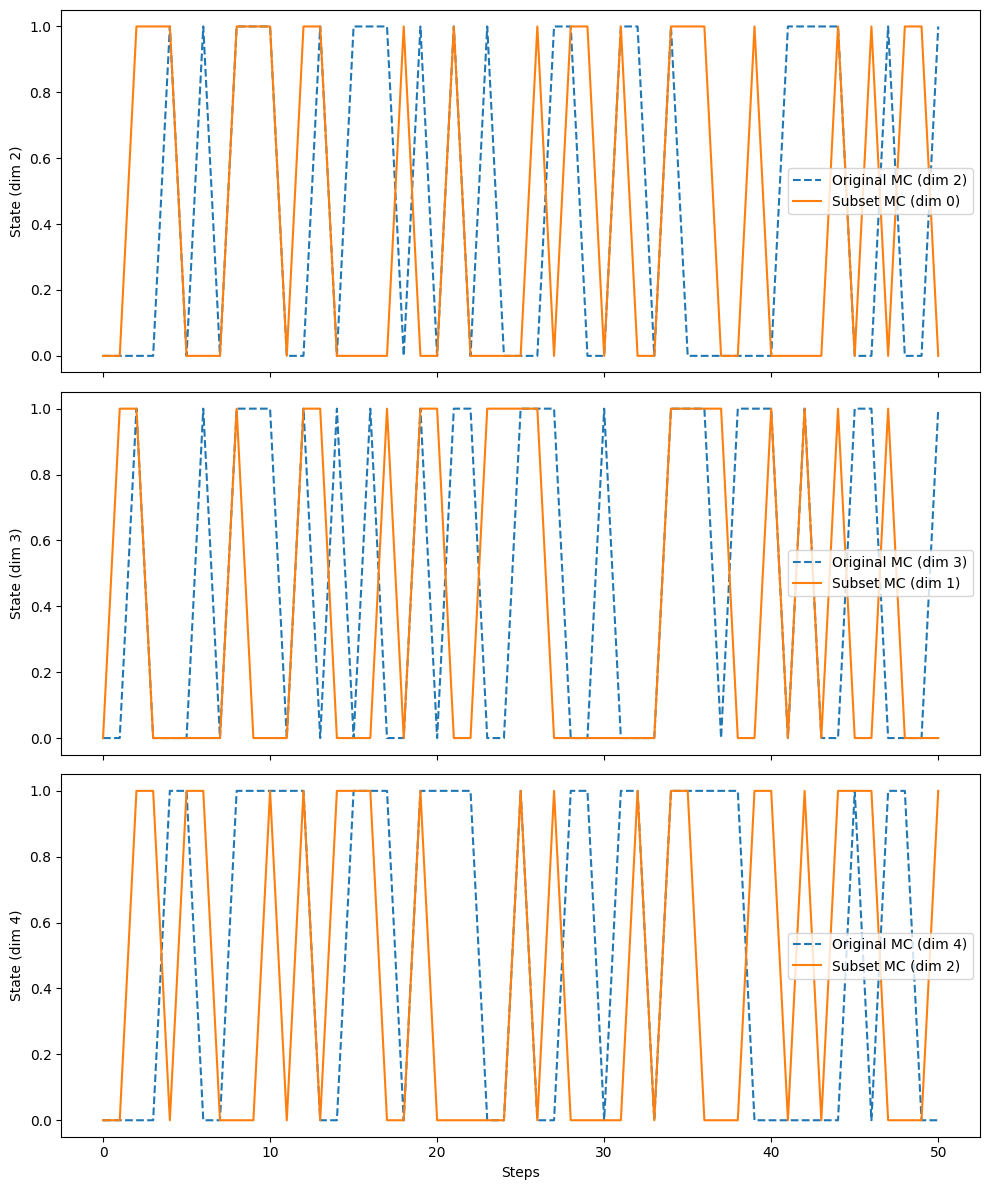 1.0
0.8
0.6
0.4
0.2
0.0
State (dim 2)
Original MC (dim 2)
Subset MC (dim 0)
1.0
0.8
0.6
0.4
0.2
0.0
State (dim 3)
Original MC (dim 3)
Subset MC (dim 1)
1.0
0.8
0.6
0.4
0.2
0.0
State (dim 4)
Original MC (dim 4)
Subset MC (dim 2)
0 10 20 30 40 50
Steps